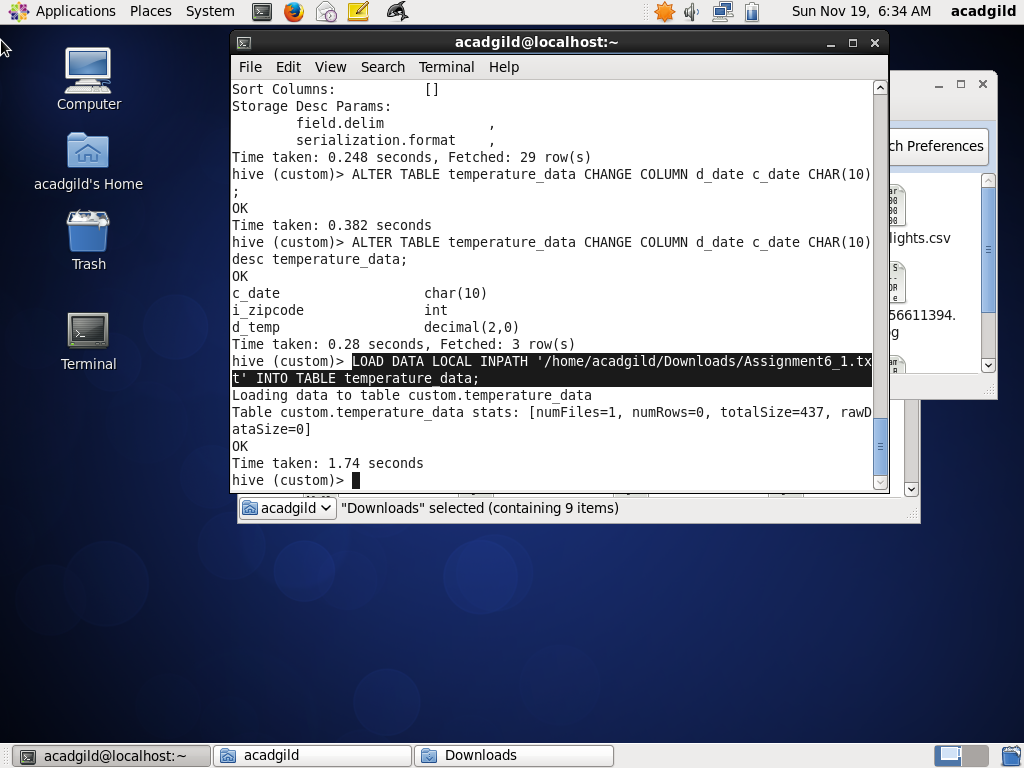 Applications Places System
Sun Nov 19, 6:34 AM acadgild
Computer
acadgild's Home
Trash
Terminal
acadgild@localhost:~
File Edit View Search Terminal Help
Sort Columns: []
Storage Desc Params:
field.delim ,
serialization.format ,
Time taken: 0.248 seconds, Fetched: 29 row(s)
hive (custom)> ALTER TABLE temperature_data CHANGE COLUMN d_date c_date CHAR(10)
;
OK
Time taken: 0.382 seconds
hive (custom)> ALTER TABLE temperature_data CHANGE COLUMN d_date c_date CHAR(10)
desc temperature_data;
OK
c_date char(10)
i_zipcode int
d_temp decimal(2,0)
Time taken: 0.28 seconds, Fetched: 3 row(s)
hive (custom)> LOAD DATA LOCAL INPATH '/home/acadgild/Downloads/Assignment6_1.tx
t' INTO TABLE temperature_data;
Loading data to table custom.temperature_data
Table custom.temperature_data stats: [numFiles=1, numRows=0, totalSize=437, rawD
ataSize=0]
OK
Time taken: 1.74 seconds
hive (custom)>
ch Preferences
lights.csv
56611394.
g
acadgild "Downloads" selected (containing 9 items)
acadgild@localhost:~ acadgild Downloads